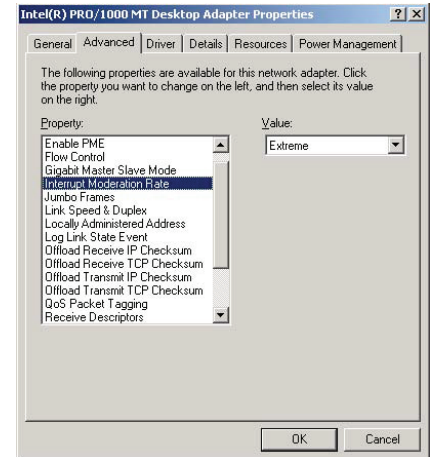 Intel(R) PRO/1000 MT Desktop Adapter Properties
General Advanced Driver Details Resources Power Management
The following properties are available for this network adapter. Click
the property you want to change on the left, and then select its value
on the right.
Property:
Value:
Enable PME
Flow Control
Gigabit Master Slave Mode
Interrupt Moderation Rate
Jumbo Frames
Link Speed & Duplex
Locally Administered Address
Log Link State Event
Offload Receive IP Checksum
Offload Receive TCP Checksum
Offload Transmit IP Checksum
Offload Transmit TCP Checksum
QoS Packet Tagging
Receive Descriptors
Extreme
OK Cancel